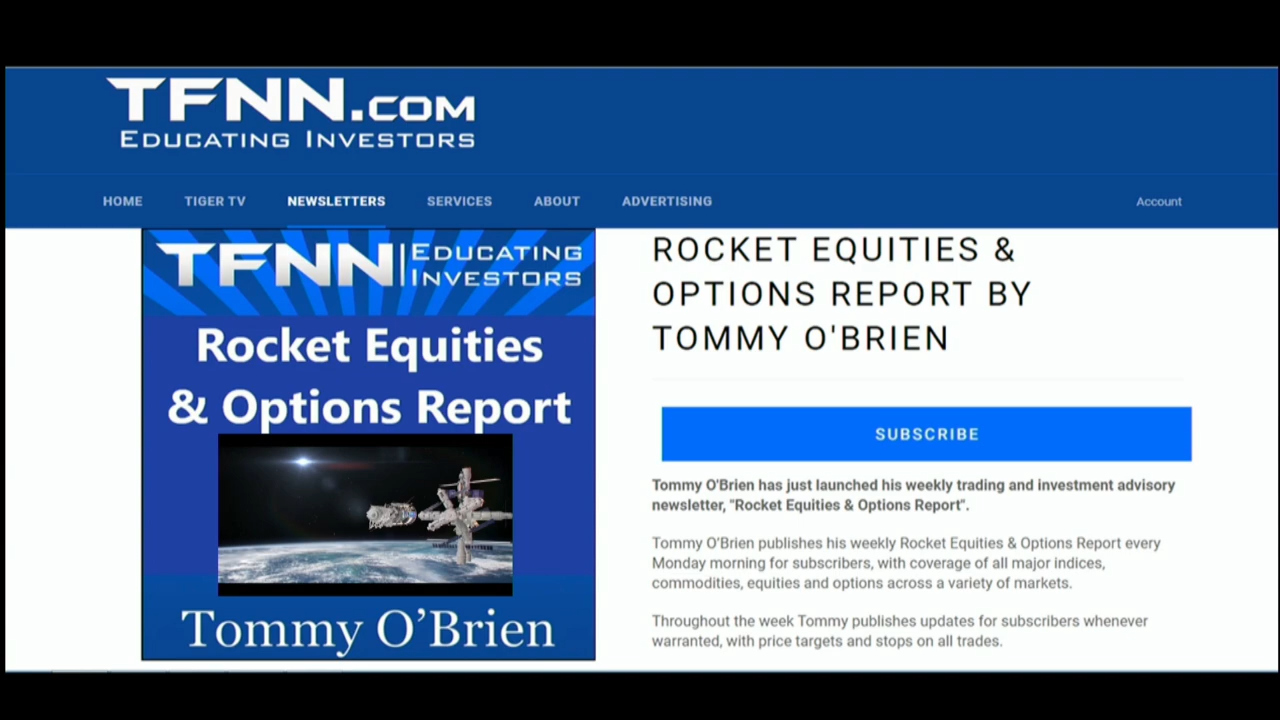 TFNN.COM
EDUCATING INVESTORS
HOME TIGER TV NEWSLETTERS SERVICES ABOUT ADVERTISING Account
TFNN EDUCATING
INVESTORS
Rocket Equities
& Options Report
Tommy O'Brien
ROCKET EQUITIES &
OPTIONS REPORT BY
TOMMY O'BRIEN
SUBSCRIBE
Tommy O'Brien has just launched his weekly trading and investment advisory
newsletter, "Rocket Equities & Options Report".
Tommy O'Brien publishes his weekly Rocket Equities & Options Report every
Monday morning for subscribers, with coverage of all major indices,
commodities, equities and options across a variety of markets.
Throughout the week Tommy publishes updates for subscribers whenever
warranted, with price targets and stops on all trades.